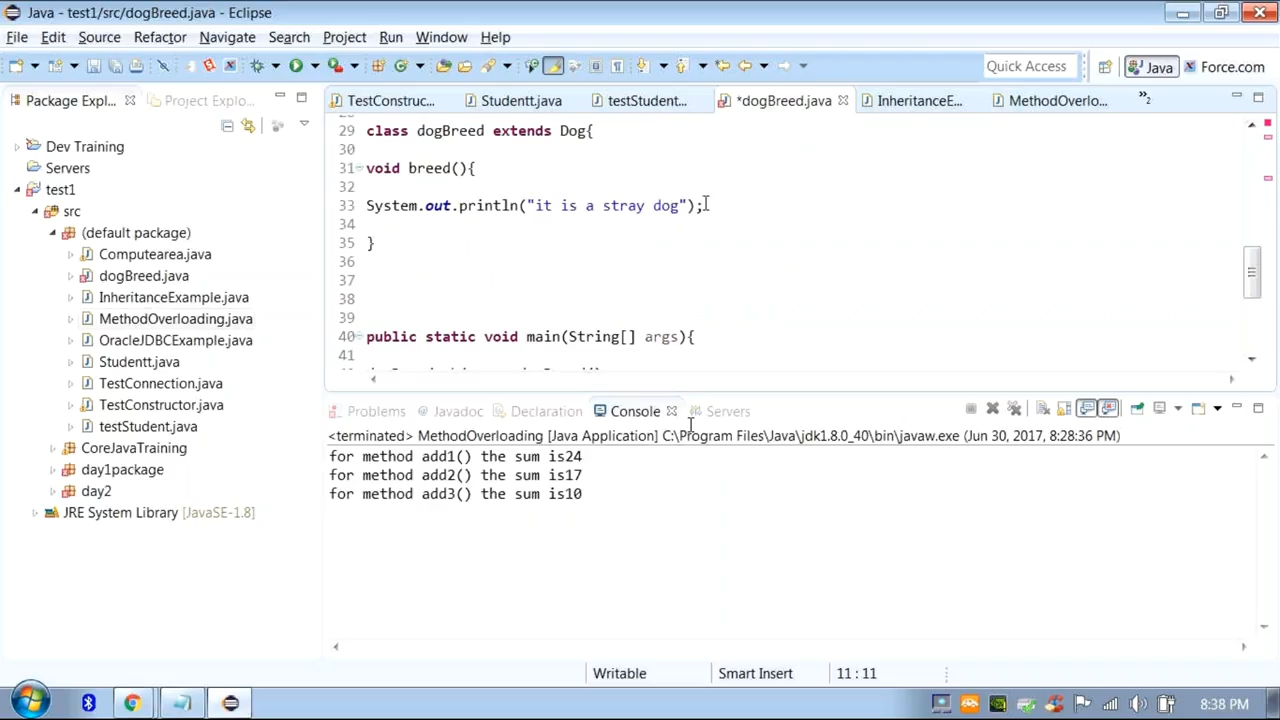 Java - test1/src/dogBreed.java - Eclipse
File Edit Source Refactor Navigate Search Project Run Window Help
Quick Access Java Force.com
Package Expl... Project Explo...
TestConstruc... Studentt.java testStudent... *dogBreed.java InheritanceE... MethodOverlo... »2
Dev Training
Servers
test1
src
(default package)
Computearea.java
dogBreed.java
InheritanceExample.java
MethodOverloading.java
OracleJDBCExample.java
Studentt.java
TestConnection.java
TestConstructor.java
testStudent.java
CoreJavaTraining
day1package
day2
JRE System Library [JavaSE-1.8]
29 class dogBreed extends Dog{
30
31 void breed(){
32
33 System.out.println("it is a stray dog");
34
35 }
36
37
38
39
40 public static void main(String[] args){
41
Problems Javadoc Declaration Console Servers
<terminated> MethodOverloading [Java Application] C:\Program Files\Java\jdk1.8.0_40\bin\javaw.exe (Jun 30, 2017, 8:28:36 PM)
for method add1() the sum is24
for method add2() the sum is17
for method add3() the sum is10
Writable Smart Insert 11 : 11
8:38 PM